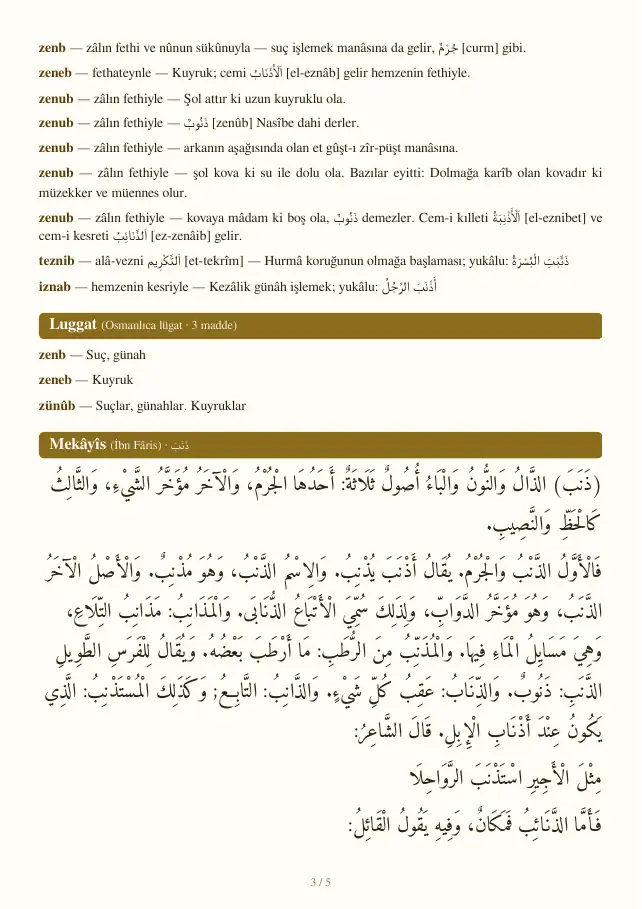 zenb — zâlın fethi ve nûnun sükûnuyla — suç işlemek manâsına da gelir, جُرْمٌ [curm] gibi.
zeneb — fethateynle — Kuyruk; cemi اَلْأَذْنَابُ [el-eznâb] gelir hemzenin fethiyle.
zenub — zâlın fethiyle — Şol attır ki uzun kuyruklu ola.
zenub — zâlın fethiyle — ذَنُوبٌ [zenûb] Nasîbe dahi derler.
zenub — zâlın fethiyle — arkanın aşağısında olan et gûşt-ı zîr-püşt manâsına.
zenub — zâlın fethiyle — şol kova ki su ile dolu ola. Bazılar eyitti: Dolmağa karîb olan kovadır ki
müzekker ve müennes olur.
zenub — zâlın fethiyle — kovaya mâdam ki boş ola, ذَنُوبٌ demezler. Cem-i kılleti اَلْأَذْنِبَةُ [el-eznibet] ve
cem-i kesreti اَلذَّنَائِبُ [ez-zenâib] gelir.
teznib — alâ-vezni اَلتَّكْرِيم [et-tekrîm] — Hurmâ koruğunun olmağa başlaması; yukâlu: ذَنَّبَتِ الْبُسْرَةُ
iznab — hemzenin kesriyle — Kezâlik günâh işlemek; yukâlu: أَذْنَبَ الرَّجُلُ
Luggat (Osmanlıca lügat · 3 madde)
zenb — Suç, günah
zeneb — Kuyruk
zünûb — Suçlar, günahlar. Kuyruklar
Mekâyîs (İbn Fâris) · ذَنَبَ
(ذَنَبَ) الذَّالُ وَالنُّونُ وَالْبَاءُ أُصُولٌ ثَلَاثَةٌ: أَحَدُهَا الْجُرْمُ، وَالْآخَرُ مُؤَخَّرُ الشَّيْءِ، وَالثَّالِثُ
كَالْحَظِّ وَالنَّصِيبِ.
فَالْأَوَّلُ الذَّنْبُ وَالْجُرْمُ. يُقَالُ أَذْنَبَ يُذْنِبُ. وَالِاسْمُ الذَّنْبُ، وَهُوَ مُذْنِبٌ. وَالْأَصْلُ الْآخَرُ
الذَّنَبُ، وَهُوَ مُؤَخَّرُ الدَّوَابِّ، وَلِذَلِكَ سُمِّيَ الْأَتْبَاعُ الذُّنَابَى. وَالْمَذَانِبُ: مَذَانِبُ التِّلَاعِ،
وَهِيَ مَسَايِلُ الْمَاءِ فِيهَا. وَالْمُذَنِّبُ مِنَ الرُّطَبِ: مَا أَرْطَبَ بَعْضُهُ. وَيُقَالُ لِلْفَرَسِ الطَّوِيلِ
الذَّنَبِ: ذَنُوبٌ. وَالذِّنَابُ: عَقِبُ كُلِّ شَيْءٍ. وَالذَّانِبُ: التَّابِعُ; وَكَذَلِكَ الْمُسْتَذْنِبُ: الَّذِي
يَكُونُ عِنْدَ أَذْنَابِ الْإِبِلِ. قَالَ الشَّاعِرُ:
مِثْلَ الْأَجِيرِ اسْتَذْنَبَ الرَّوَاحِلَا
فَأَمَّا الذَّنَائِبُ فَمَكَانٌ، وَفِيهِ يَقُولُ الْقَائِلُ:
3 / 5